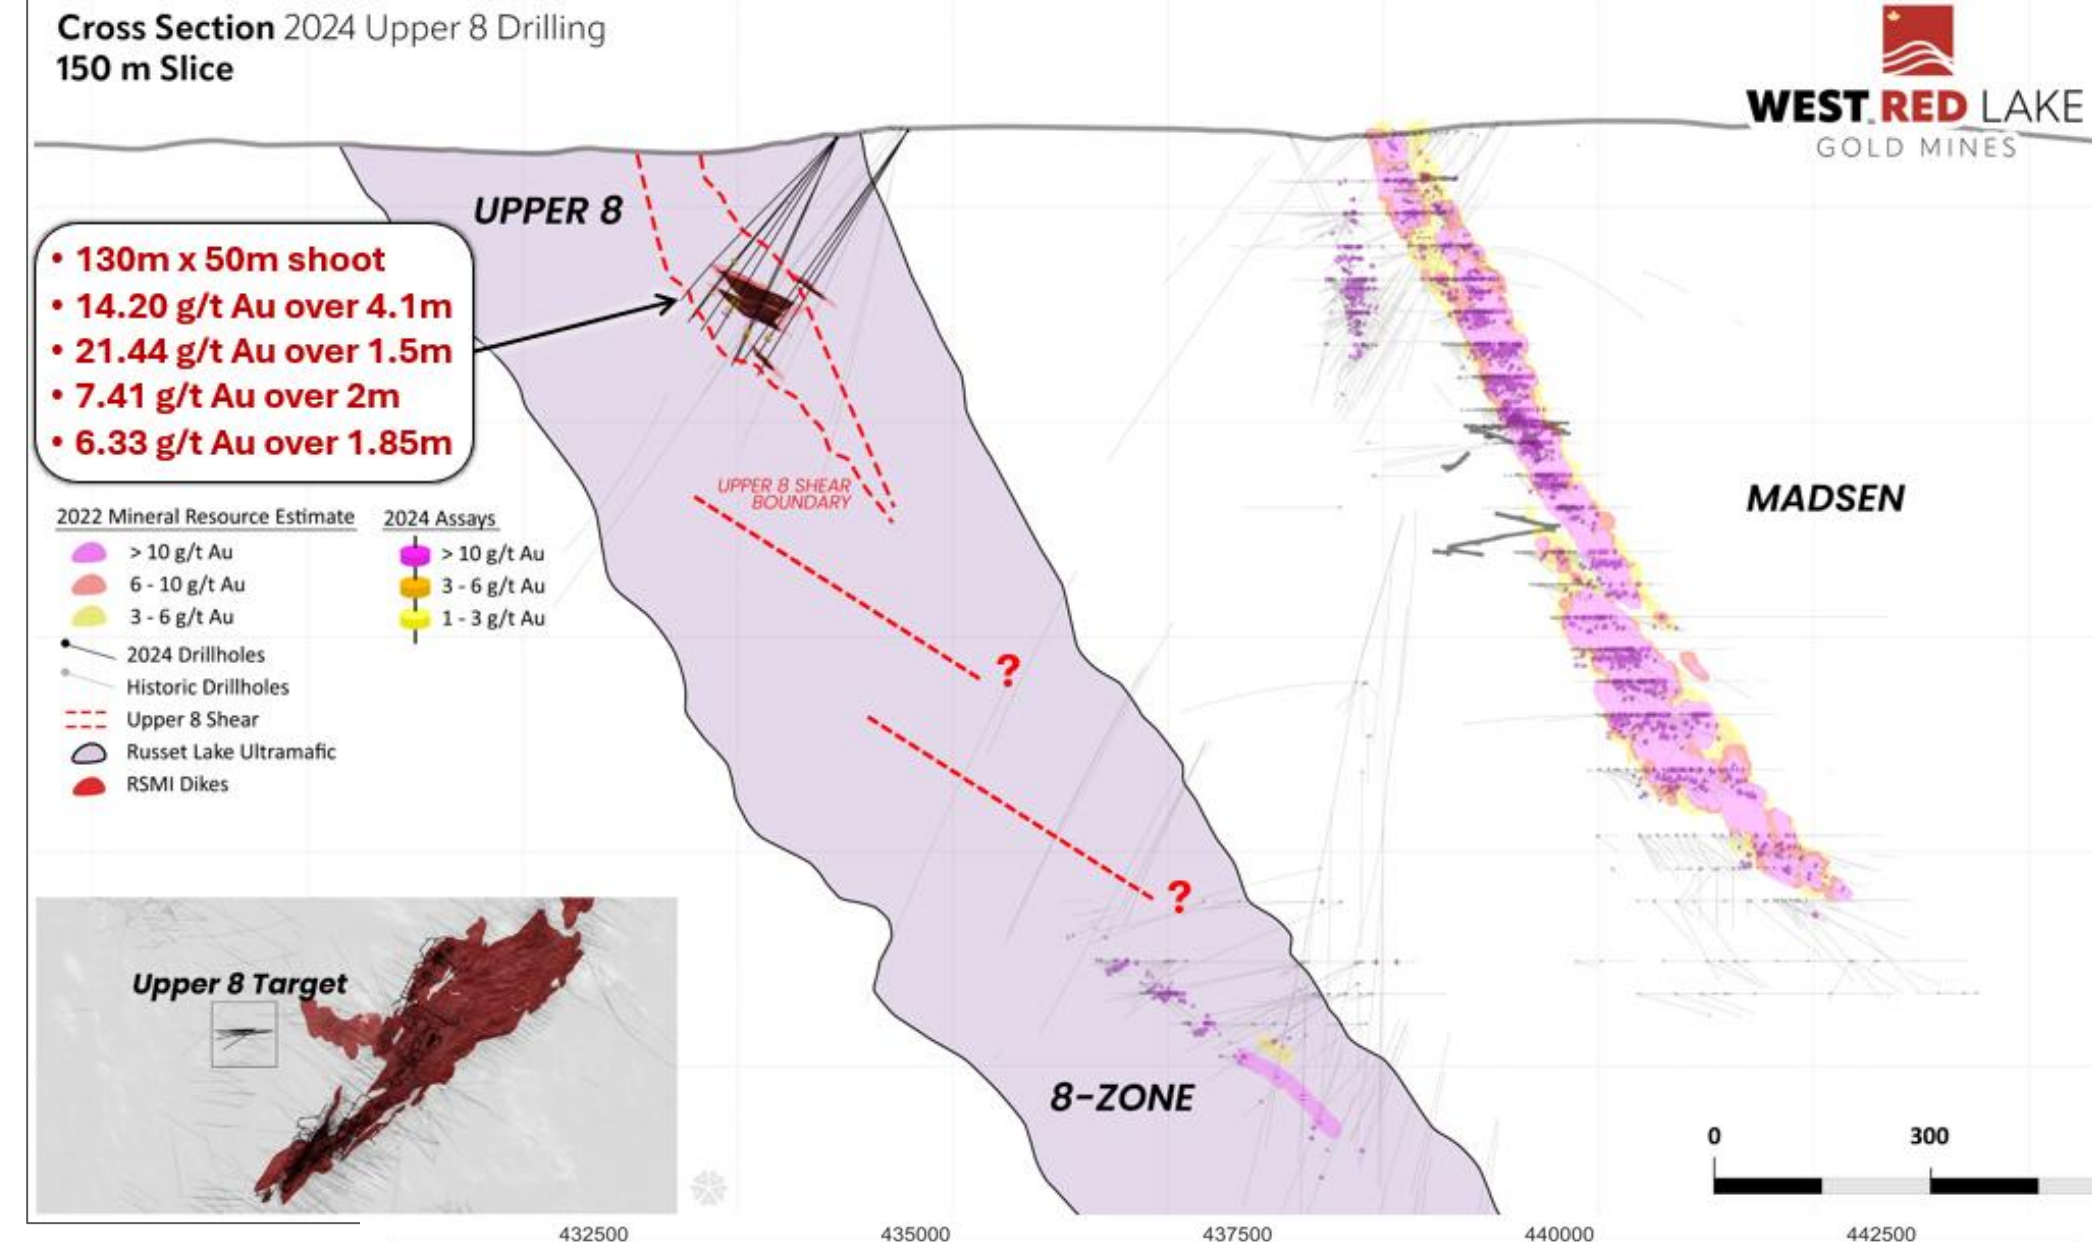 Cross Section 2024 Upper 8 Drilling
150 m Slice
WEST RED LAKE
GOLD MINES
UPPER 8
• 130m x 50m shoot
• 14.20 g/t Au over 4.1m
• 21.44 g/t Au over 1.5m
• 7.41 g/t Au over 2m
• 6.33 g/t Au over 1.85m
UPPER 8 SHEAR
BOUNDARY
MADSEN
2022 Mineral Resource Estimate
> 10 g/t Au
6 - 10 g/t Au
3 - 6 g/t Au
2024 Drillholes
Historic Drillholes
Upper 8 Shear
Russet Lake Ultramafic
RSMI Dikes
2024 Assays
> 10 g/t Au
3 - 6 g/t Au
1 - 3 g/t Au
?
?
Upper 8 Target
8-ZONE
0 300
432500 435000 437500 440000 442500